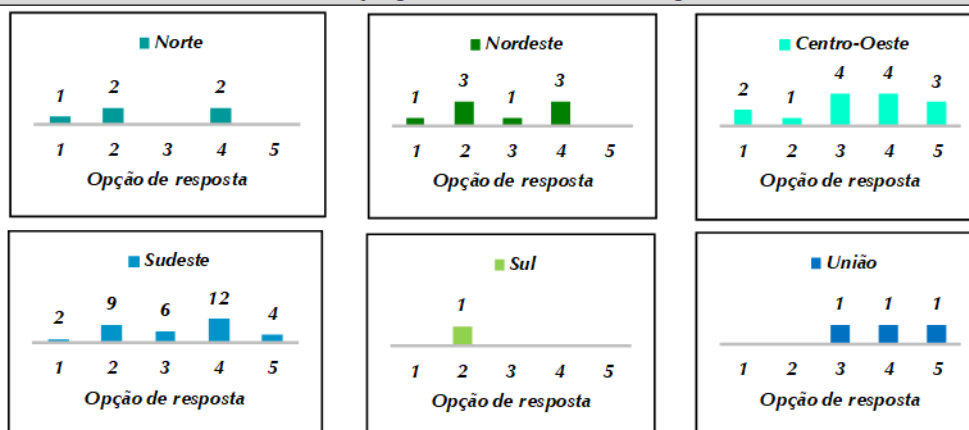 Norte
1 2 2
1 2 3 4 5
Opção de resposta
Nordeste
1 3 1 3
1 2 3 4 5
Opção de resposta
Centro-Oeste
2 1 4 4 3
1 2 3 4 5
Opção de resposta
Sudeste
2 9 6 12 4
1 2 3 4 5
Opção de resposta
Sul
1
1 2 3 4 5
Opção de resposta
União
1 1 1
1 2 3 4 5
Opção de resposta